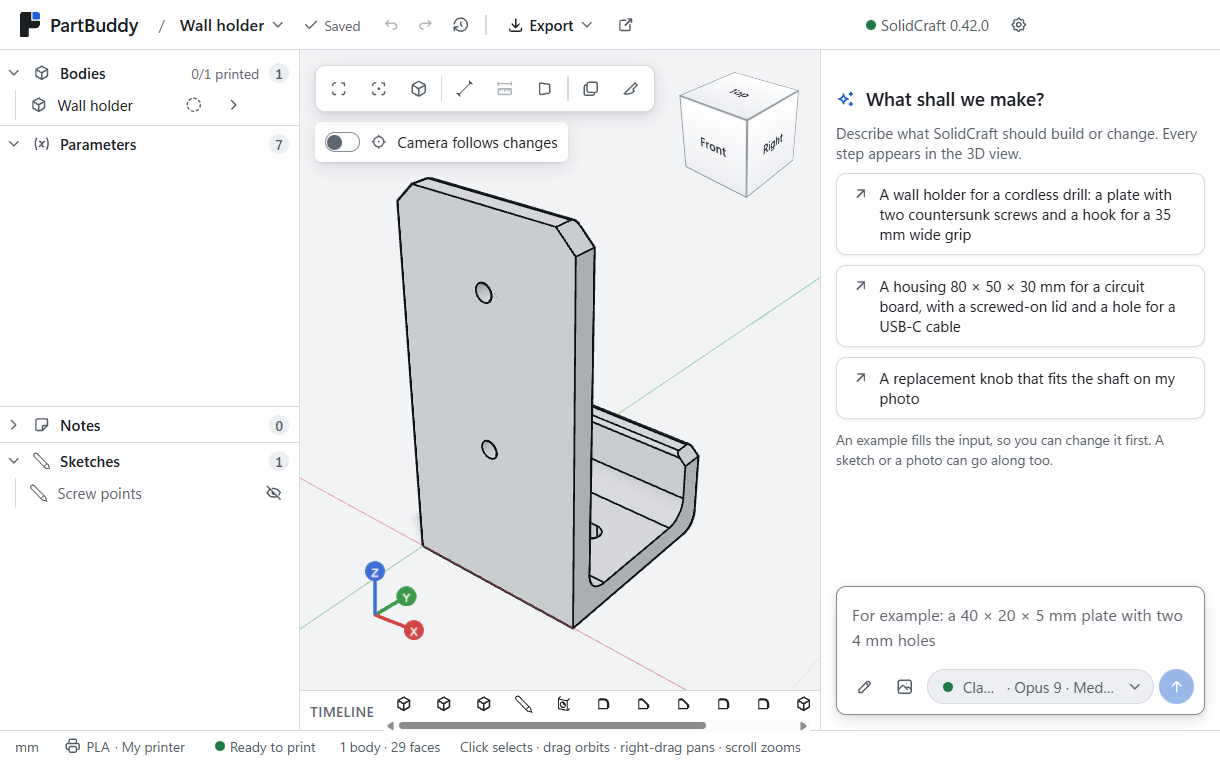 PartBuddy / Wall holder Saved Export SolidCraft 0.42.0
Bodies 0/1 printed 1
Wall holder
(x) Parameters 7
Notes 0
Sketches 1
Screw points
Camera follows changes
Top
Front
Right
Z
Y
X
TIMELINE
What shall we make?
Describe what SolidCraft should build or change. Every
step appears in the 3D view.
A wall holder for a cordless drill: a plate with
two countersunk screws and a hook for a 35
mm wide grip
A housing 80 × 50 × 30 mm for a circuit
board, with a screwed-on lid and a hole for a
USB-C cable
A replacement knob that fits the shaft on my
photo
An example fills the input, so you can change it first. A
sketch or a photo can go along too.
For example: a 40 × 20 × 5 mm plate with two
4 mm holes
Cla... · Opus 9 · Med...
mm PLA · My printer Ready to print 1 body · 29 faces Click selects · drag orbits · right-drag pans · scroll zooms